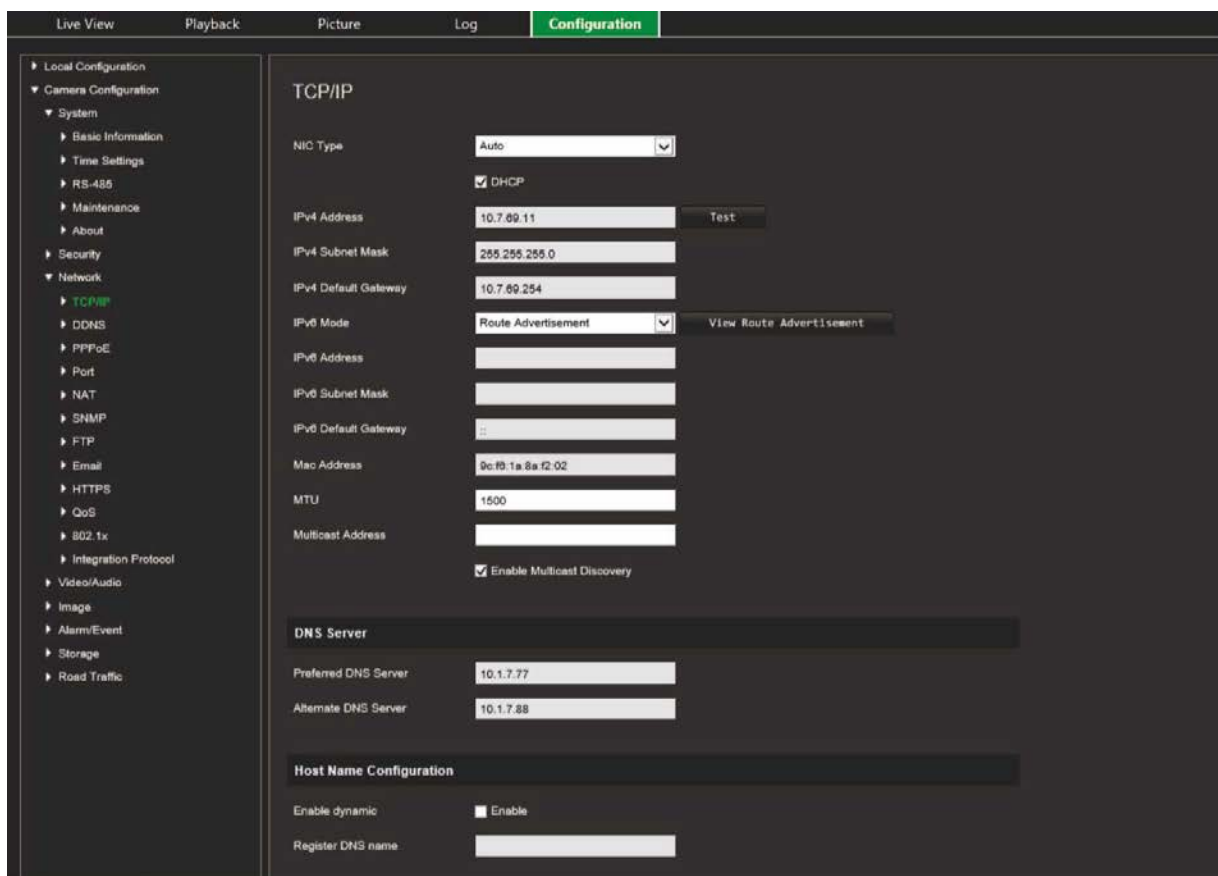 Live View Playback Picture Log Configuration
Local Configuration
Camera Configuration
System
Basic Information
Time Settings
RS-485
Maintenance
About
Security
Network
TCP/IP
DDNS
PPPoE
Port
NAT
SNMP
FTP
Email
HTTPS
QoS
802.1x
Integration Protocol
Video/Audio
Image
Alarm/Event
Storage
Road Traffic
TCP/IP
NIC Type Auto
DHCP
IPv4 Address 10.7.69.11 Test
IPv4 Subnet Mask 255.255.255.0
IPv4 Default Gateway 10.7.69.254
IPv6 Mode Route Advertisement View Route Advertisement
IPv6 Address
IPv6 Subnet Mask
IPv6 Default Gateway ::
Mac Address 9c:f6:1a:8a:f2:02
MTU 1500
Multicast Address
Enable Multicast Discovery
DNS Server
Preferred DNS Server 10.1.7.77
Alternate DNS Server 10.1.7.88
Host Name Configuration
Enable dynamic Enable
Register DNS name